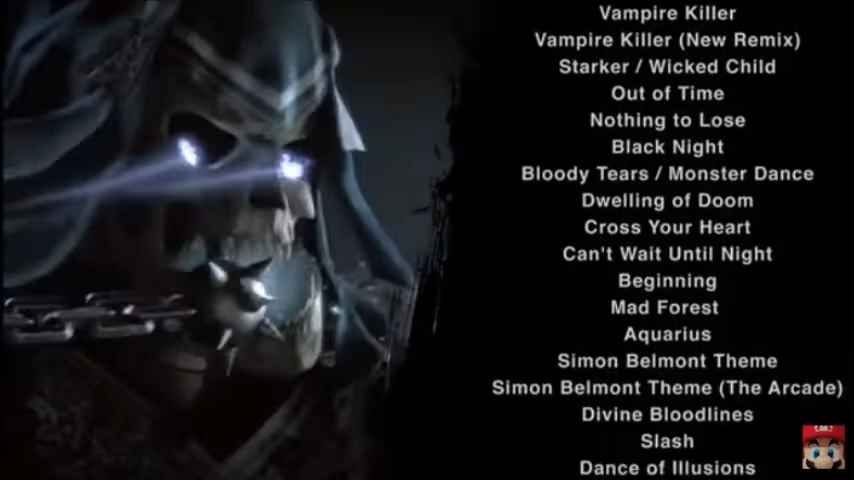 Vampire Killer
Vampire Killer (New Remix)
Starker / Wicked Child
Out of Time
Nothing to Lose
Black Night
Bloody Tears / Monster Dance
Dwelling of Doom
Cross Your Heart
Can't Wait Until Night
Beginning
Mad Forest
Aquarius
Simon Belmont Theme
Simon Belmont Theme (The Arcade)
Divine Bloodlines
Slash
Dance of Illusions